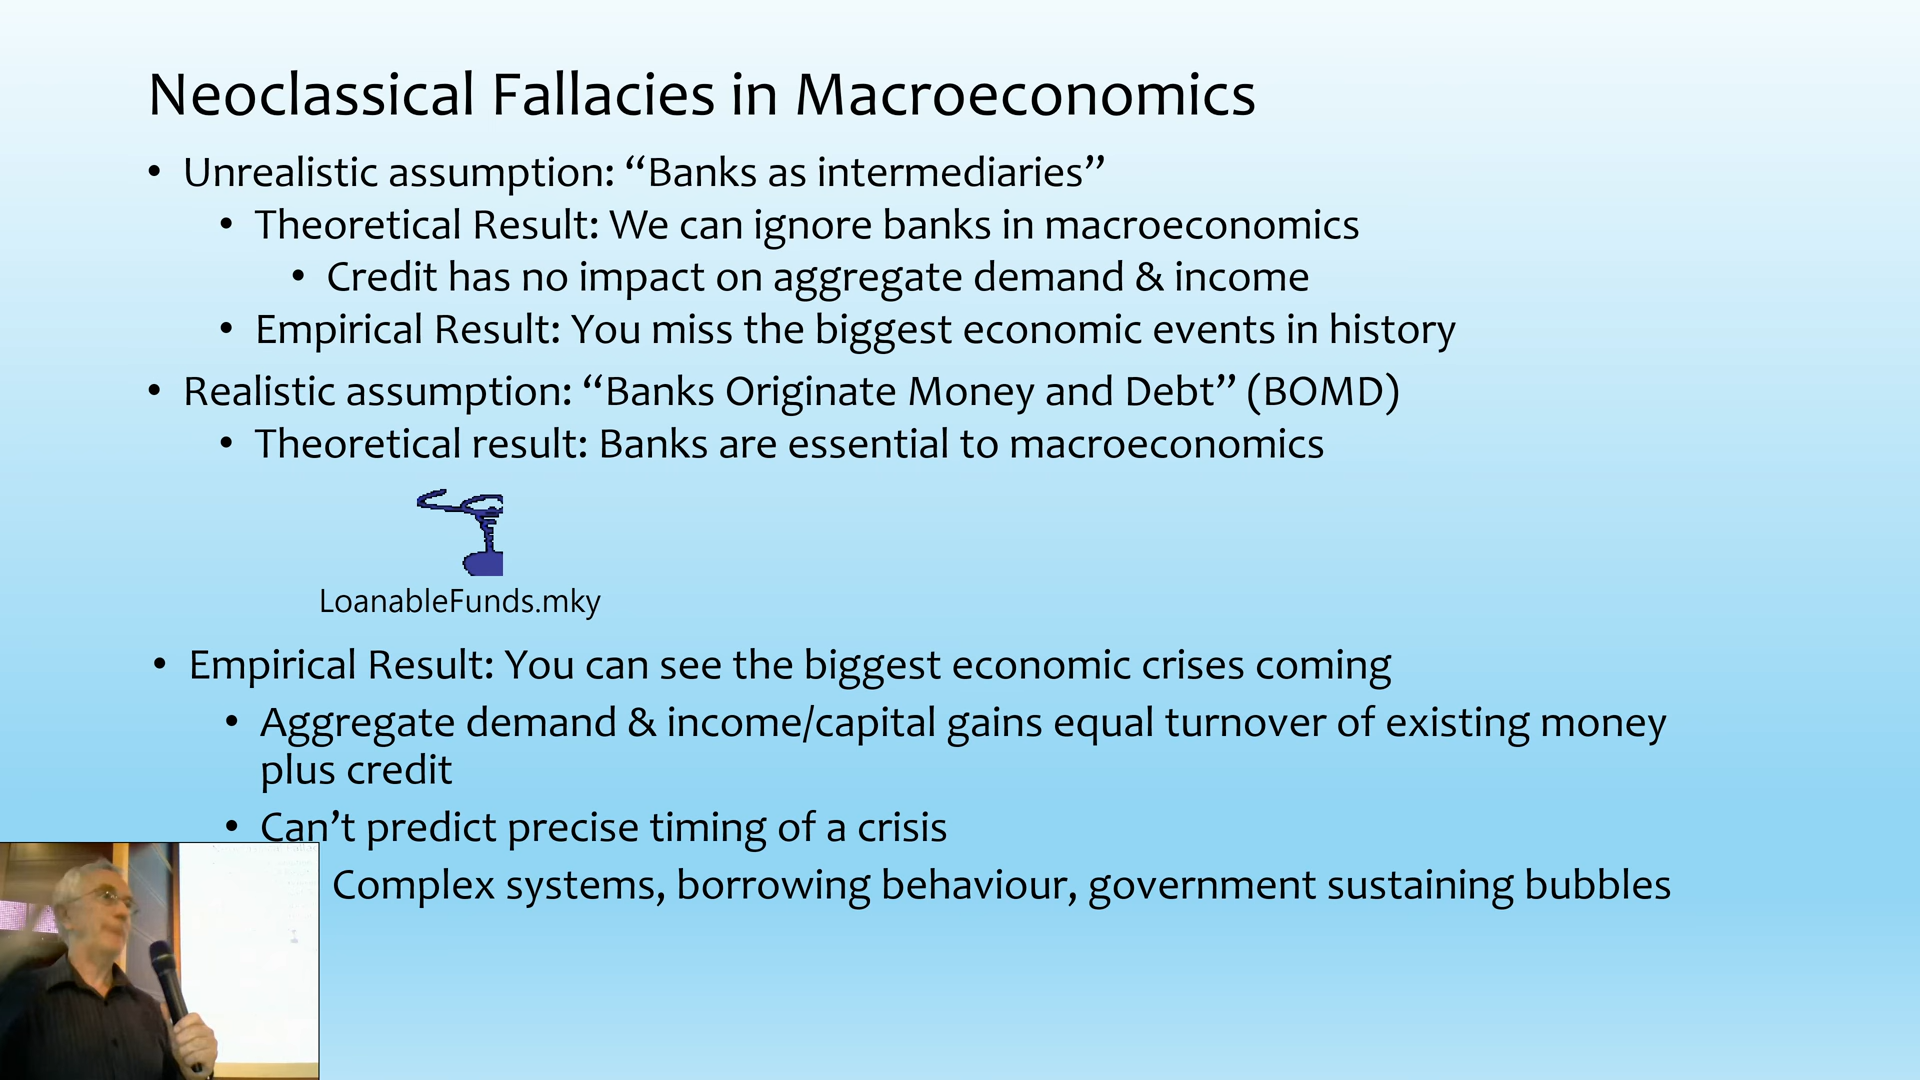 Neoclassical Fallacies in Macroeconomics
• Unrealistic assumption: “Banks as intermediaries”
• Theoretical Result: We can ignore banks in macroeconomics
• Credit has no impact on aggregate demand & income
• Empirical Result: You miss the biggest economic events in history
• Realistic assumption: “Banks Originate Money and Debt” (BOMD)
• Theoretical result: Banks are essential to macroeconomics
LoanableFunds.mky
• Empirical Result: You can see the biggest economic crises coming
• Aggregate demand & income/capital gains equal turnover of existing money
plus credit
• Can’t predict precise timing of a crisis
Complex systems, borrowing behaviour, government sustaining bubbles